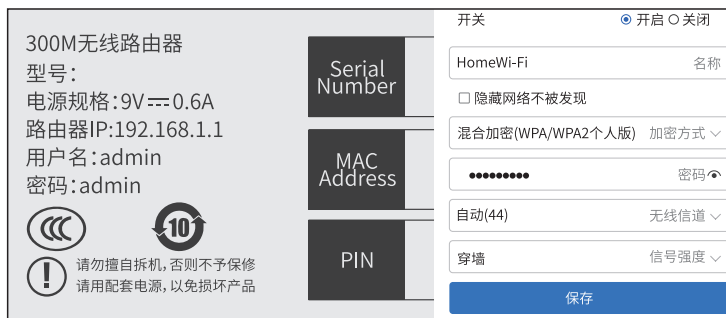 300M无线路由器
型号:
电源规格:9V⎓0.6A
路由器IP:192.168.1.1
用户名:admin
密码:admin
10
请勿擅自拆机,否则不予保修
请用配套电源,以免损坏产品
Serial
Number
MAC
Address
PIN
开关 开启 关闭
HomeWi-Fi 名称
隐藏网络不被发现
混合加密(WPA/WPA2个人版) 加密方式
●●●●●●●●● 密码
自动(44) 无线信道
穿墙 信号强度
保存